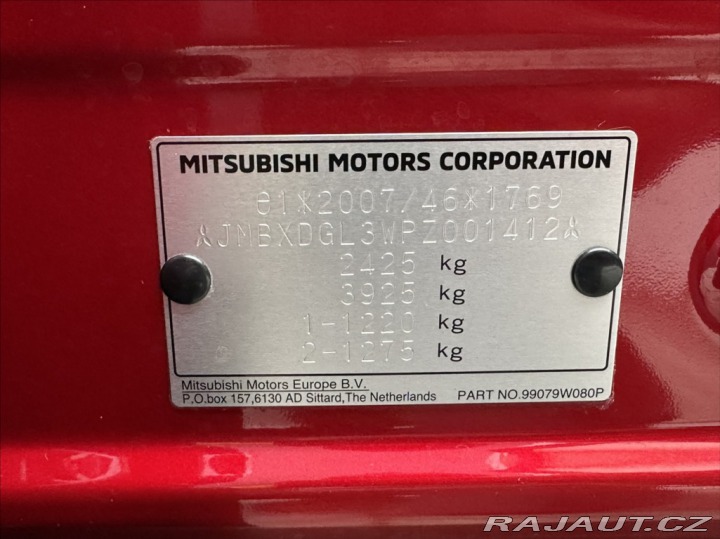 MITSUBISHI MOTORS CORPORATION
e1*2007/46*1769
JMBXDGL3WPZ001412
2425 kg
3925 kg
1-1220 kg
2-1275 kg
Mitsubishi Motors Europe B.V.
P.O.box 157,6130 AD Sittard,The Netherlands PART NO.99079W080P
RAJAUT.CZ